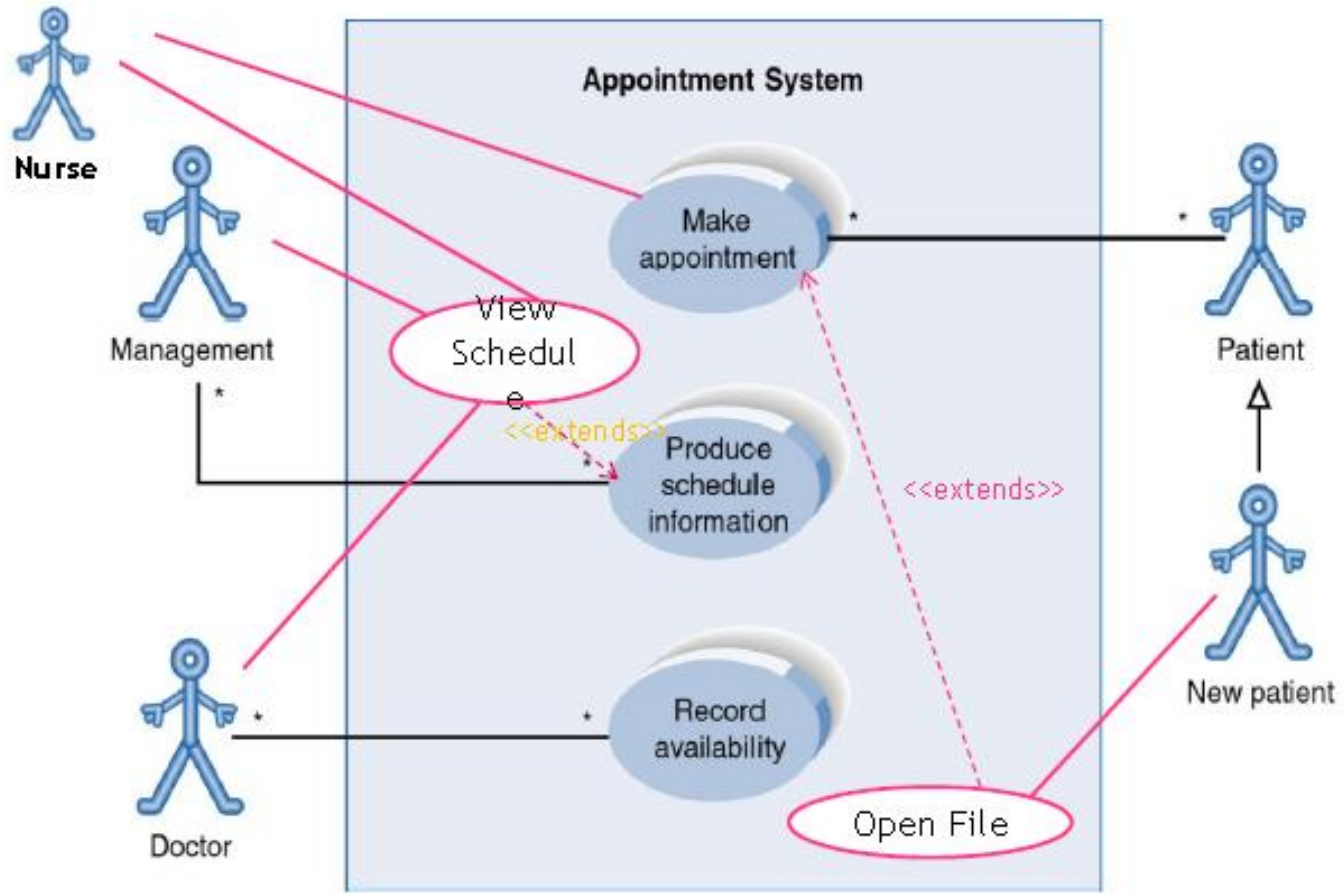 Appointment System
Nurse
Make
appointment
*
*
View
Schedul
e
Management
Patient
*
<<extends>>
*
Produce
schedule
information
<<extends>>
New patient
Record
availability
*
*
Open File
Doctor